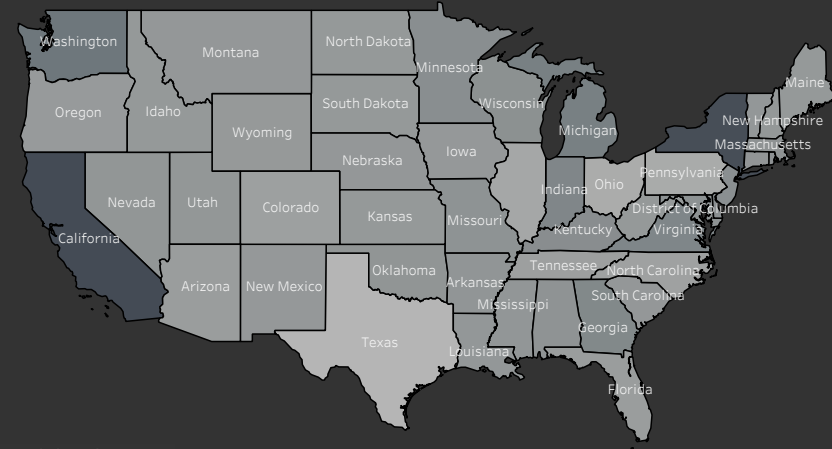 Washington
Montana
North Dakota
Minnesota
Maine
Oregon
Idaho
South Dakota
Wisconsin
Wyoming
Michigan
New Hampshire
Massachusetts
Iowa
Nebraska
Pennsylvania
Indiana
Ohio
Nevada
Utah
Colorado
Kansas
Missouri
District of Columbia
Kentucky
Virginia
California
Tennessee
North Carolina
Oklahoma
Arizona
New Mexico
Arkansas
South Carolina
Mississippi
Georgia
Texas
Louisiana
Florida